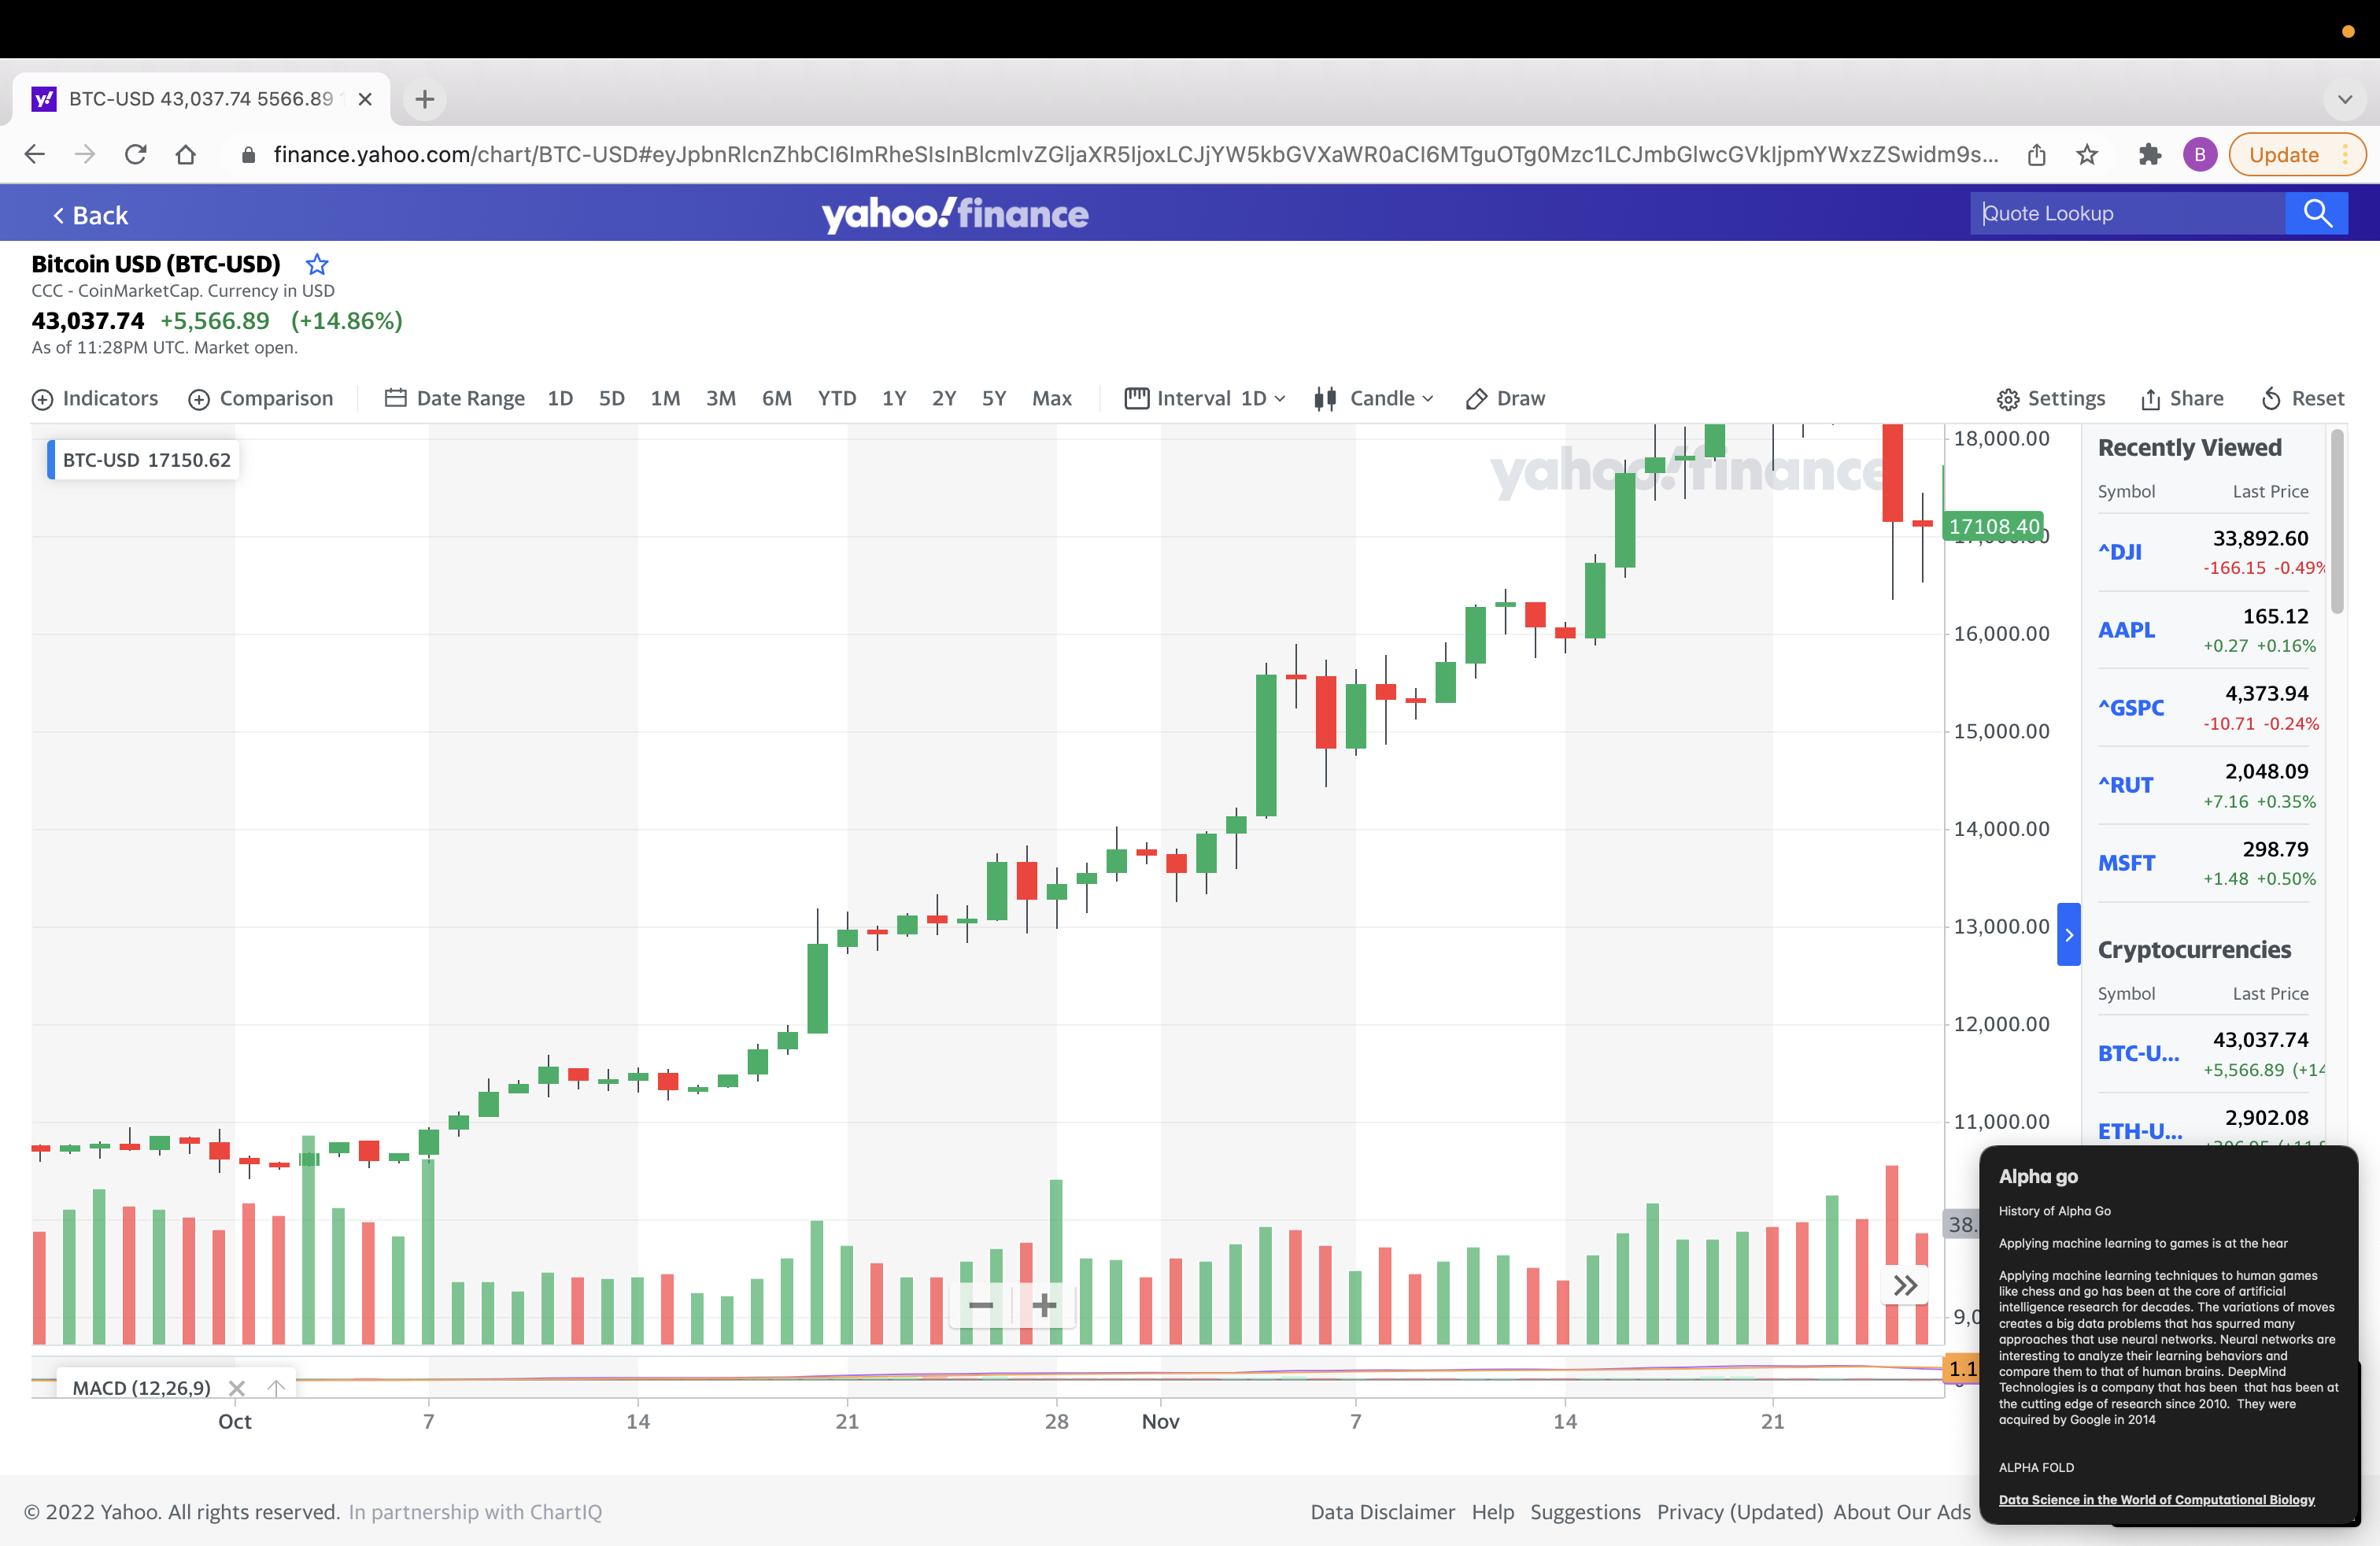 BTC-USD 43,037.74 5566.89
finance.yahoo.com/chart/BTC-USD#eyJpbnRlcnZhbCI6ImRheSIsInBlcmlvZGljaXR5IjoxLCJjYW5kbGVXaWR0aCI6MTguOTg0Mzc1LCJmbGlwcGVkIjpmYWxzZSwidm9s...
B
Update
Back
yahoo!finance
Quote Lookup
Bitcoin USD (BTC-USD)
CCC - CoinMarketCap. Currency in USD
43,037.74 +5,566.89 (+14.86%)
As of 11:28PM UTC. Market open.
Indicators Comparison Date Range 1D 5D 1M 3M 6M YTD 1Y 2Y 5Y Max Interval 1D Candle Draw Settings Share Reset
BTC-USD 17150.62
yahoo!finance
18,000.00
17108.40
16,000.00
15,000.00
14,000.00
13,000.00
12,000.00
11,000.00
38.
9,0
1.1
MACD (12,26,9)
Oct 7 14 21 28 Nov 7 14 21
Recently Viewed
Symbol Last Price
^DJI 33,892.60
-166.15 -0.49%
AAPL 165.12
+0.27 +0.16%
^GSPC 4,373.94
-10.71 -0.24%
^RUT 2,048.09
+7.16 +0.35%
MSFT 298.79
+1.48 +0.50%
Cryptocurrencies
Symbol Last Price
BTC-U... 43,037.74
+5,566.89 (+14
ETH-U... 2,902.08
Alpha go
History of Alpha Go
Applying machine learning to games is at the hear
Applying machine learning techniques to human games
like chess and go has been at the core of artificial
intelligence research for decades. The variations of moves
creates a big data problems that has spurred many
approaches that use neural networks. Neural networks are
interesting to analyze their learning behaviors and
compare them to that of human brains. DeepMind
Technologies is a company that has been that has been at
the cutting edge of research since 2010. They were
acquired by Google in 2014
ALPHA FOLD
Data Science in the World of Computational Biology
© 2022 Yahoo. All rights reserved. In partnership with ChartIQ
Data Disclaimer Help Suggestions Privacy (Updated) About Our Ads